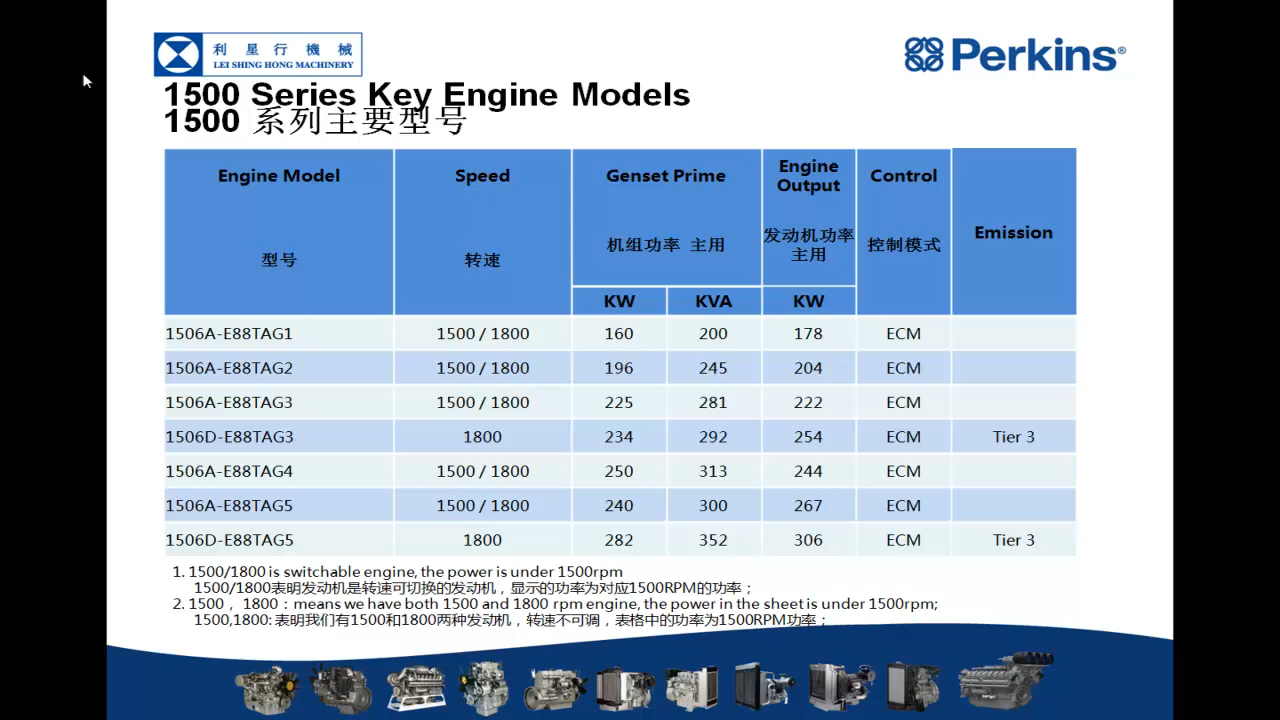 利星行機械
LEI SHING HONG MACHINERY
Perkins®
1500 Series Key Engine Models
1500 系列主要型号
Engine Model Speed Genset Prime Engine Output Control Emission
型号 转速 机组功率 主用 发动机功率 主用 控制模式
KW KVA KW
1506A-E88TAG1 1500 / 1800 160 200 178 ECM
1506A-E88TAG2 1500 / 1800 196 245 204 ECM
1506A-E88TAG3 1500 / 1800 225 281 222 ECM
1506D-E88TAG3 1800 234 292 254 ECM Tier 3
1506A-E88TAG4 1500 / 1800 250 313 244 ECM
1506A-E88TAG5 1500 / 1800 240 300 267 ECM
1506D-E88TAG5 1800 282 352 306 ECM Tier 3
1. 1500/1800 is switchable engine, the power is under 1500rpm
1500/1800表明发动机是转速可切换的发动机，显示的功率为对应1500RPM的功率；
2. 1500，1800：means we have both 1500 and 1800 rpm engine, the power in the sheet is under 1500rpm;
1500,1800: 表明我们有1500和1800两种发动机，转速不可调，表格中的功率为1500RPM功率；